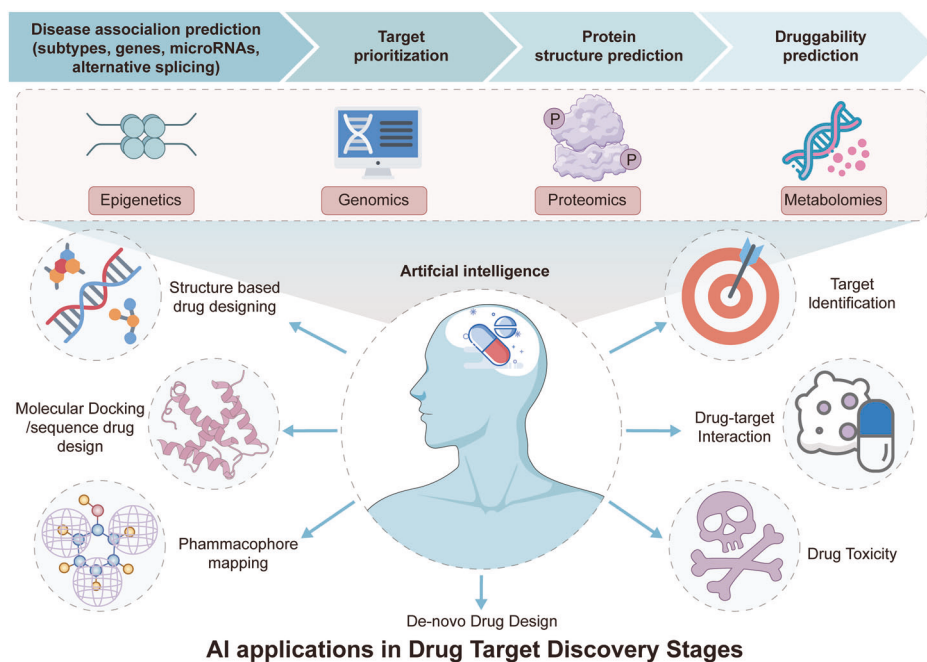 Disease association prediction
(subtypes, genes, microRNAs,
alternative splicing)
Target
prioritization
Protein
structure prediction
Druggability
prediction
P
P
Epigenetics
Genomics
Proteomics
Metabolomies
Artifcial intelligence
Structure based
drug designing
Target
Identification
Molecular Docking
/sequence drug
design
Drug-target
Interaction
Phammacophore
mapping
Drug Toxicity
De-novo Drug Design
AI applications in Drug Target Discovery Stages